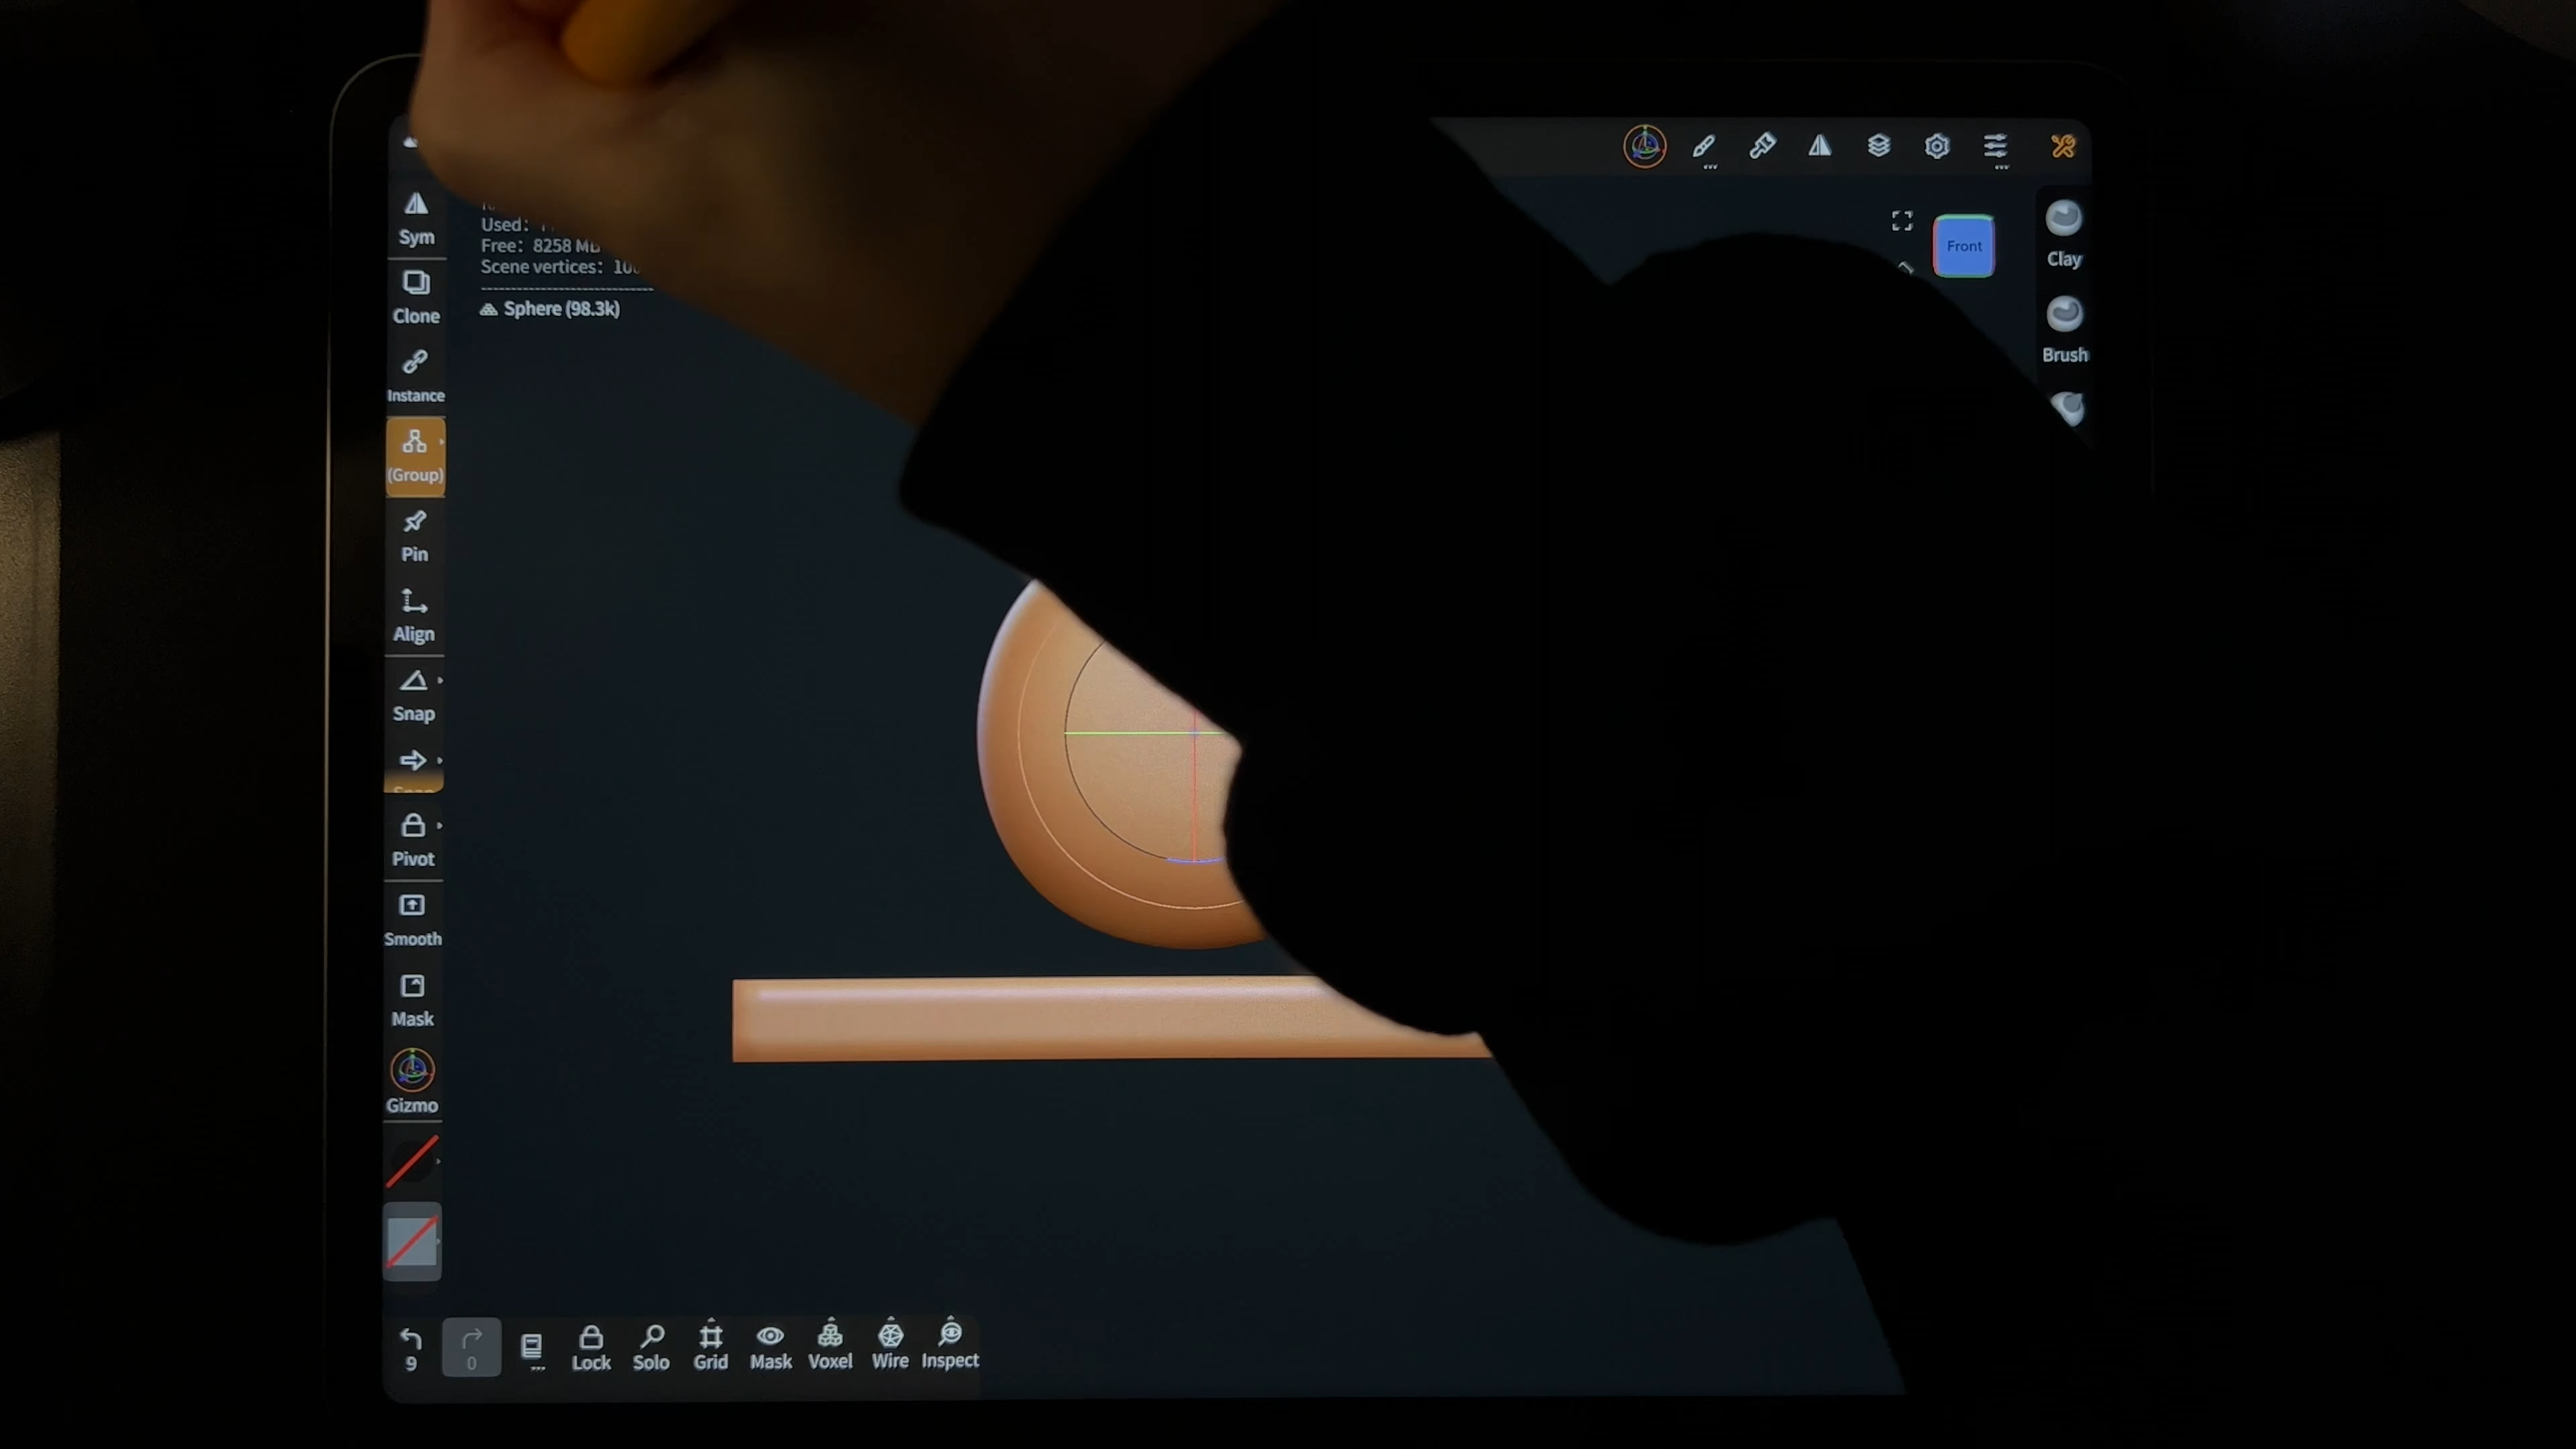 Used:
Free: 8258 MB
Scene vertices:
Sphere (98.3k)
Front
Sym
Clone
Instance
(Group)
Pin
Align
Snap
Pivot
Smooth
Mask
Gizmo
Clay
Brush
9
0
Lock
Solo
Grid
Mask
Voxel
Wire
Inspect